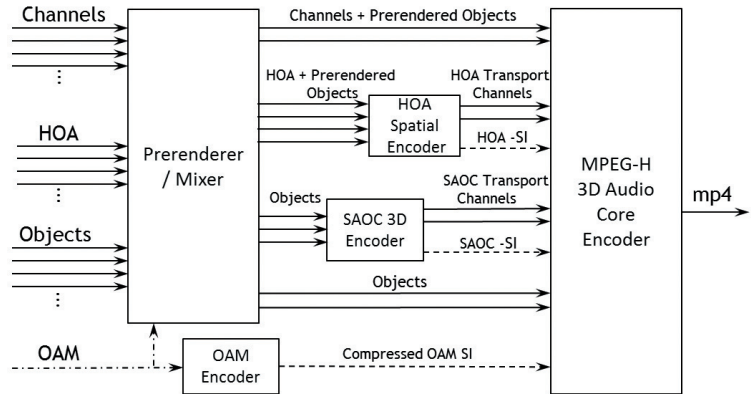 Channels
Channels + Prerendered Objects
HOA + Prerendered
Objects
HOA Transport
Channels
HOA
HOA
Spatial
Encoder
HOA -SI
Prerenderer
/ Mixer
MPEG-H
3D Audio
Core
Encoder
mp4
SAOC Transport
Channels
Objects
SAOC 3D
Encoder
SAOC -SI
Objects
Objects
OAM
OAM
Encoder
Compressed OAM SI